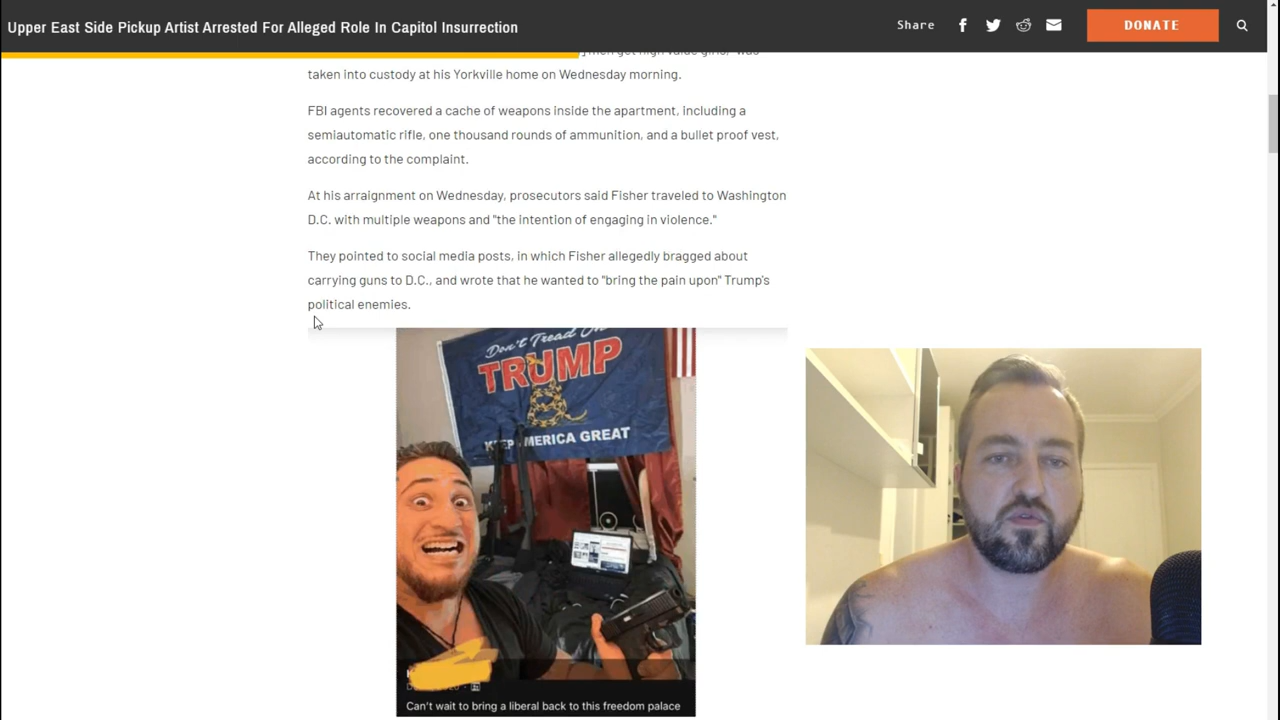 Upper East Side Pickup Artist Arrested For Alleged Role In Capitol Insurrection
Share
DONATE
taken into custody at his Yorkville home on Wednesday morning.
FBI agents recovered a cache of weapons inside the apartment, including a
semiautomatic rifle, one thousand rounds of ammunition, and a bullet proof vest,
according to the complaint.
At his arraignment on Wednesday, prosecutors said Fisher traveled to Washington
D.C. with multiple weapons and "the intention of engaging in violence."
They pointed to social media posts, in which Fisher allegedly bragged about
carrying guns to D.C., and wrote that he wanted to "bring the pain upon" Trump's
political enemies.
Don't Tread On
TRUMP
KEEP AMERICA GREAT
Can't wait to bring a liberal back to this freedom palace